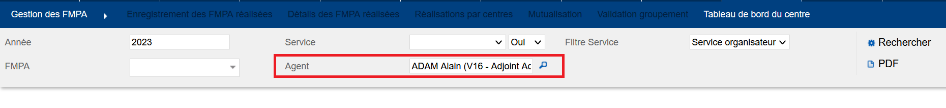 Gestion des FMPA Enregistrement des FMPA réalisées Détails des FMPA réalisées Réalisations par centres Mutualisation Validation groupement Tableau de bord du centre
Année 2023 Service Oui Filtre Service Service organisateur Rechercher
FMPA Agent ADAM Alain (V16 - Adjoint Ad PDF